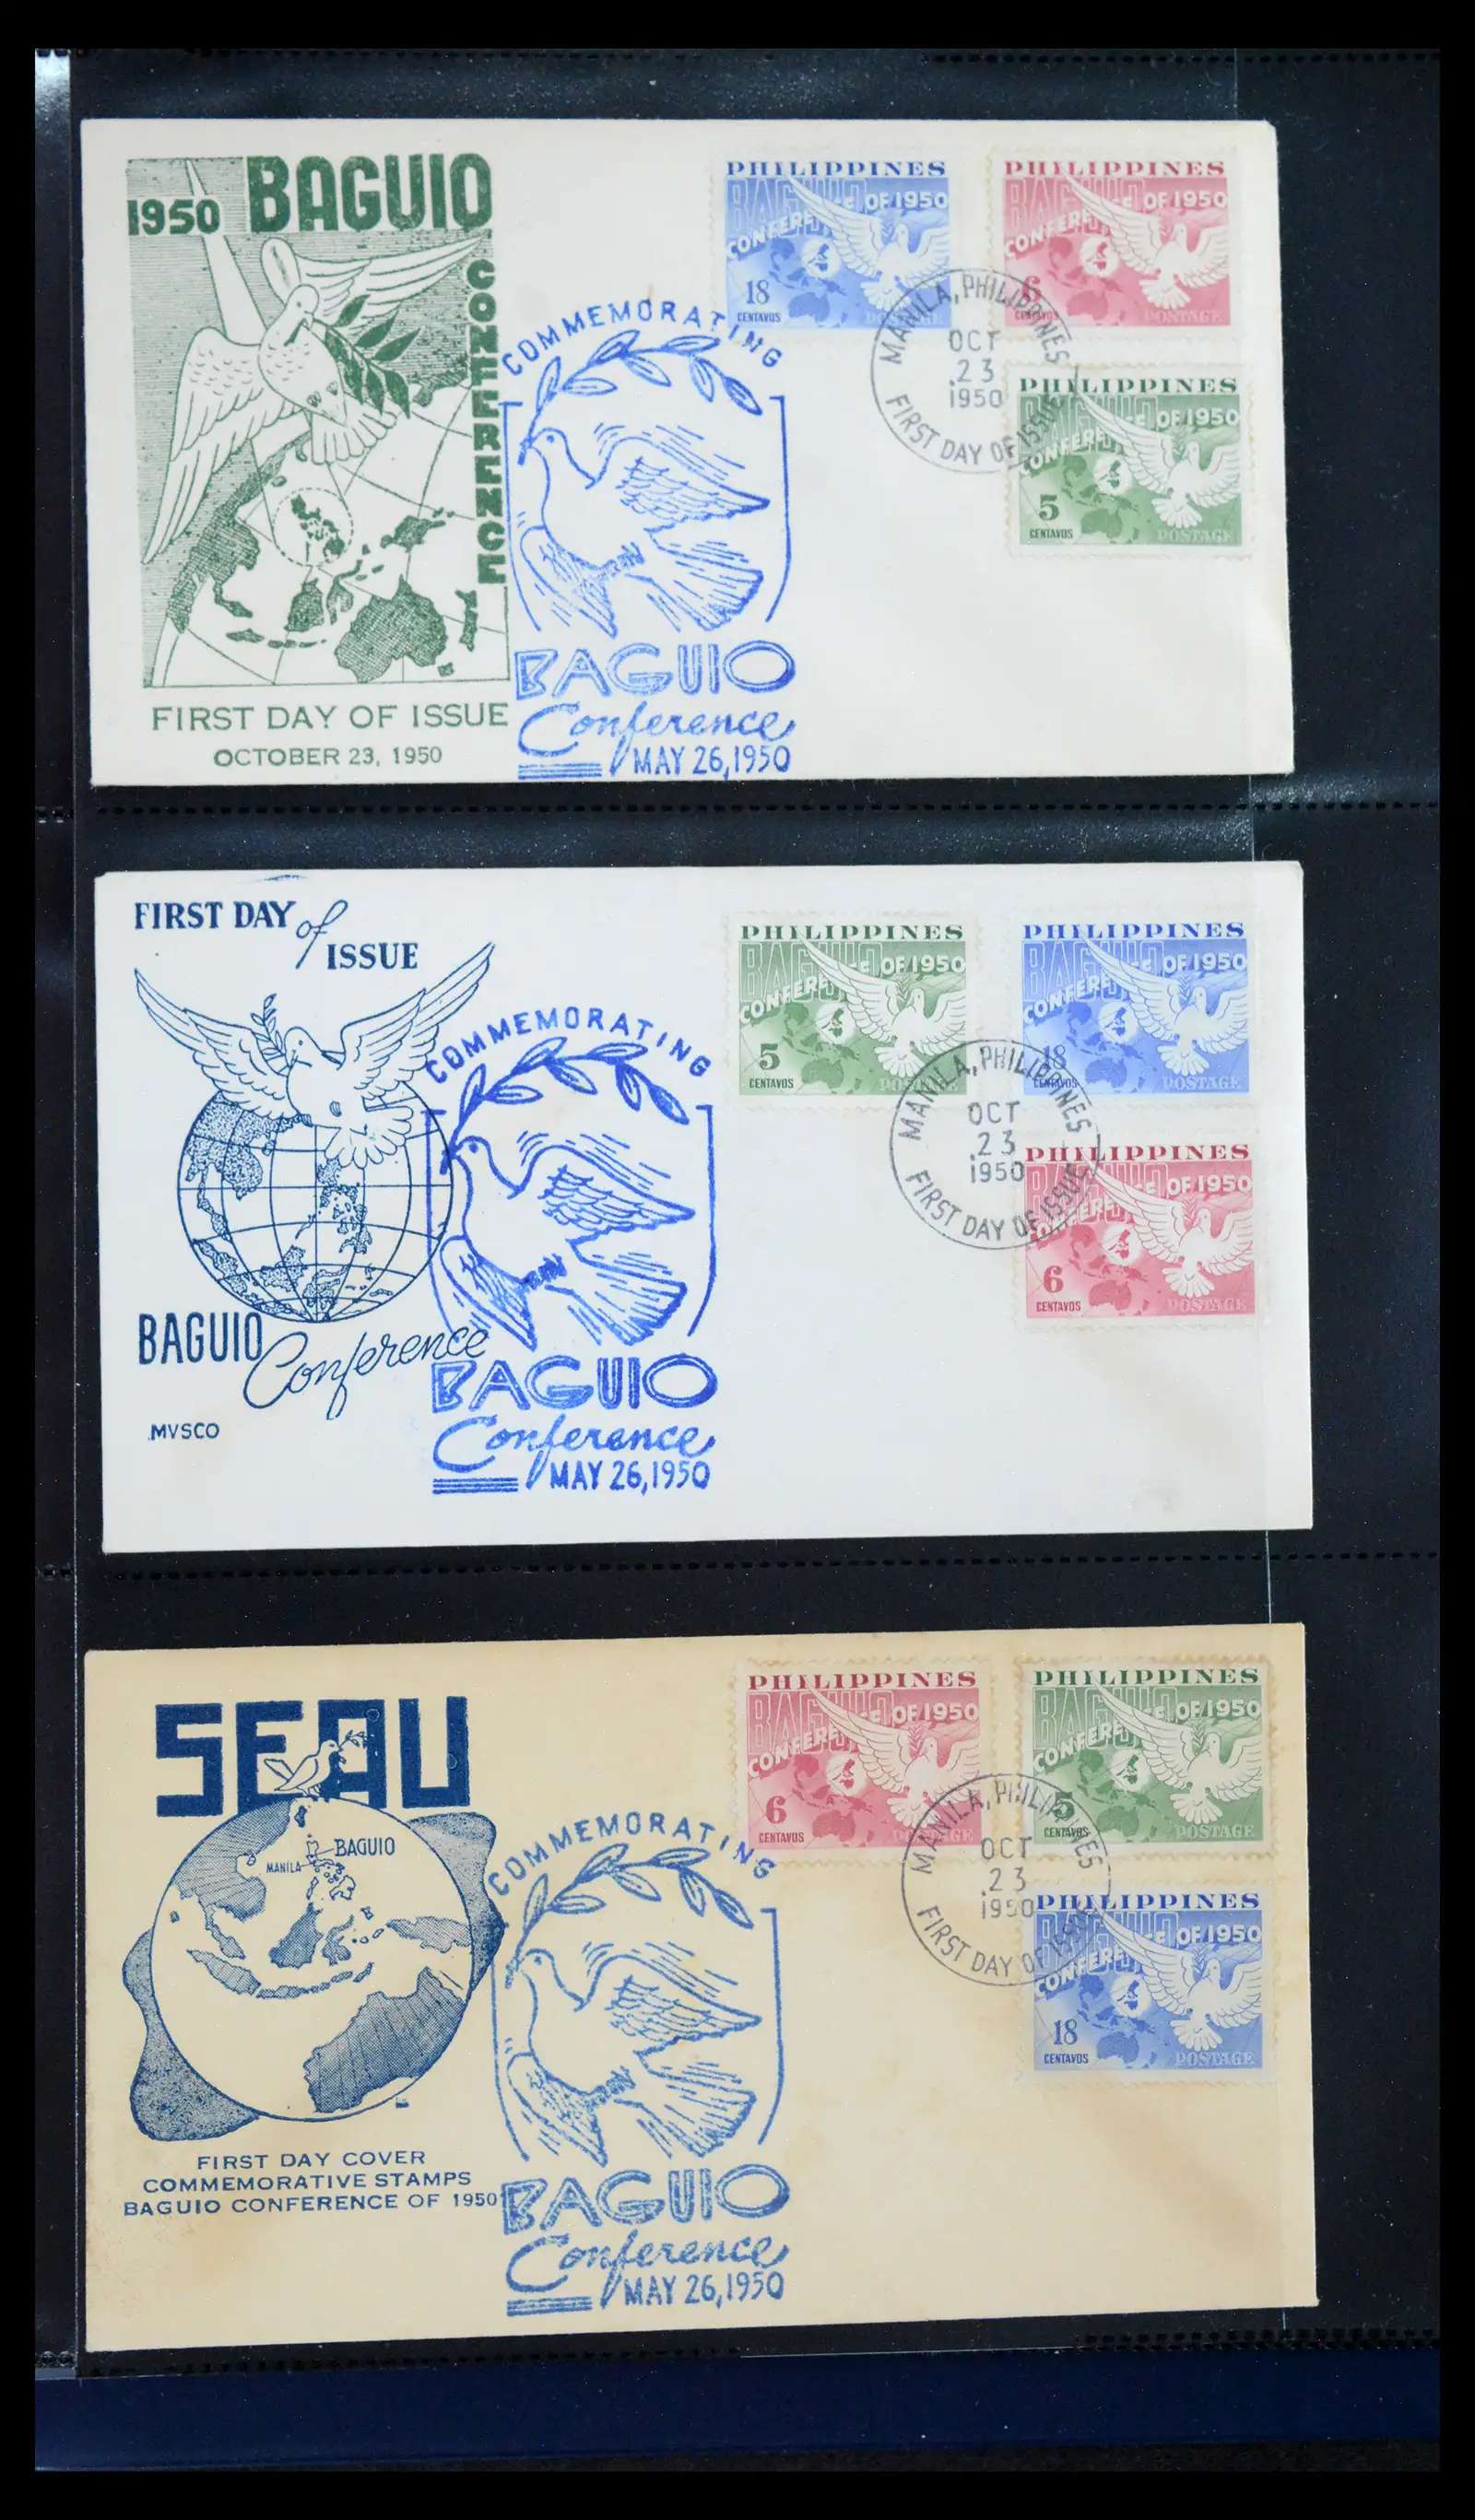 1950 BAGUIO
CONFERENCE
FIRST DAY OF ISSUE
OCTOBER 23, 1950
COMMEMORATING
BAGUIO
Conference
MAY 26, 1950
PHILIPPINES
BAGUIO
CONFERENCE OF 1950
18
CENTAVOS
POSTAGE
PHILIPPINES
BAGUIO
CONFERENCE OF 1950
6
CENTAVOS
POSTAGE
MANILA, PHILIPPINES
OCT
23
1950
FIRST DAY OF ISSUE
PHILIPPINES
BAGUIO
CONFERENCE OF 1950
5
CENTAVOS
POSTAGE
FIRST DAY of
ISSUE
BAGUIO
Conference
MVSCO
COMMEMORATING
BAGUIO
Conference
MAY 26, 1950
PHILIPPINES
BAGUIO
CONFERENCE OF 1950
5
CENTAVOS
POSTAGE
PHILIPPINES
BAGUIO
CONFERENCE OF 1950
18
CENTAVOS
POSTAGE
MANILA, PHILIPPINES
OCT
23
1950
FIRST DAY OF ISSUE
PHILIPPINES
BAGUIO
CONFERENCE OF 1950
6
CENTAVOS
POSTAGE
SEAU
BAGUIO
MANILA
FIRST DAY COVER
COMMEMORATIVE STAMPS
BAGUIO CONFERENCE OF 1950
COMMEMORATING
BAGUIO
Conference
MAY 26, 1950
PHILIPPINES
BAGUIO
CONFERENCE OF 1950
6
CENTAVOS
POSTAGE
PHILIPPINES
BAGUIO
CONFERENCE OF 1950
5
CENTAVOS
POSTAGE
MANILA, PHILIPPINES
OCT
23
1950
FIRST DAY OF ISSUE
PHILIPPINES
BAGUIO
CONFERENCE OF 1950
18
CENTAVOS
POSTAGE